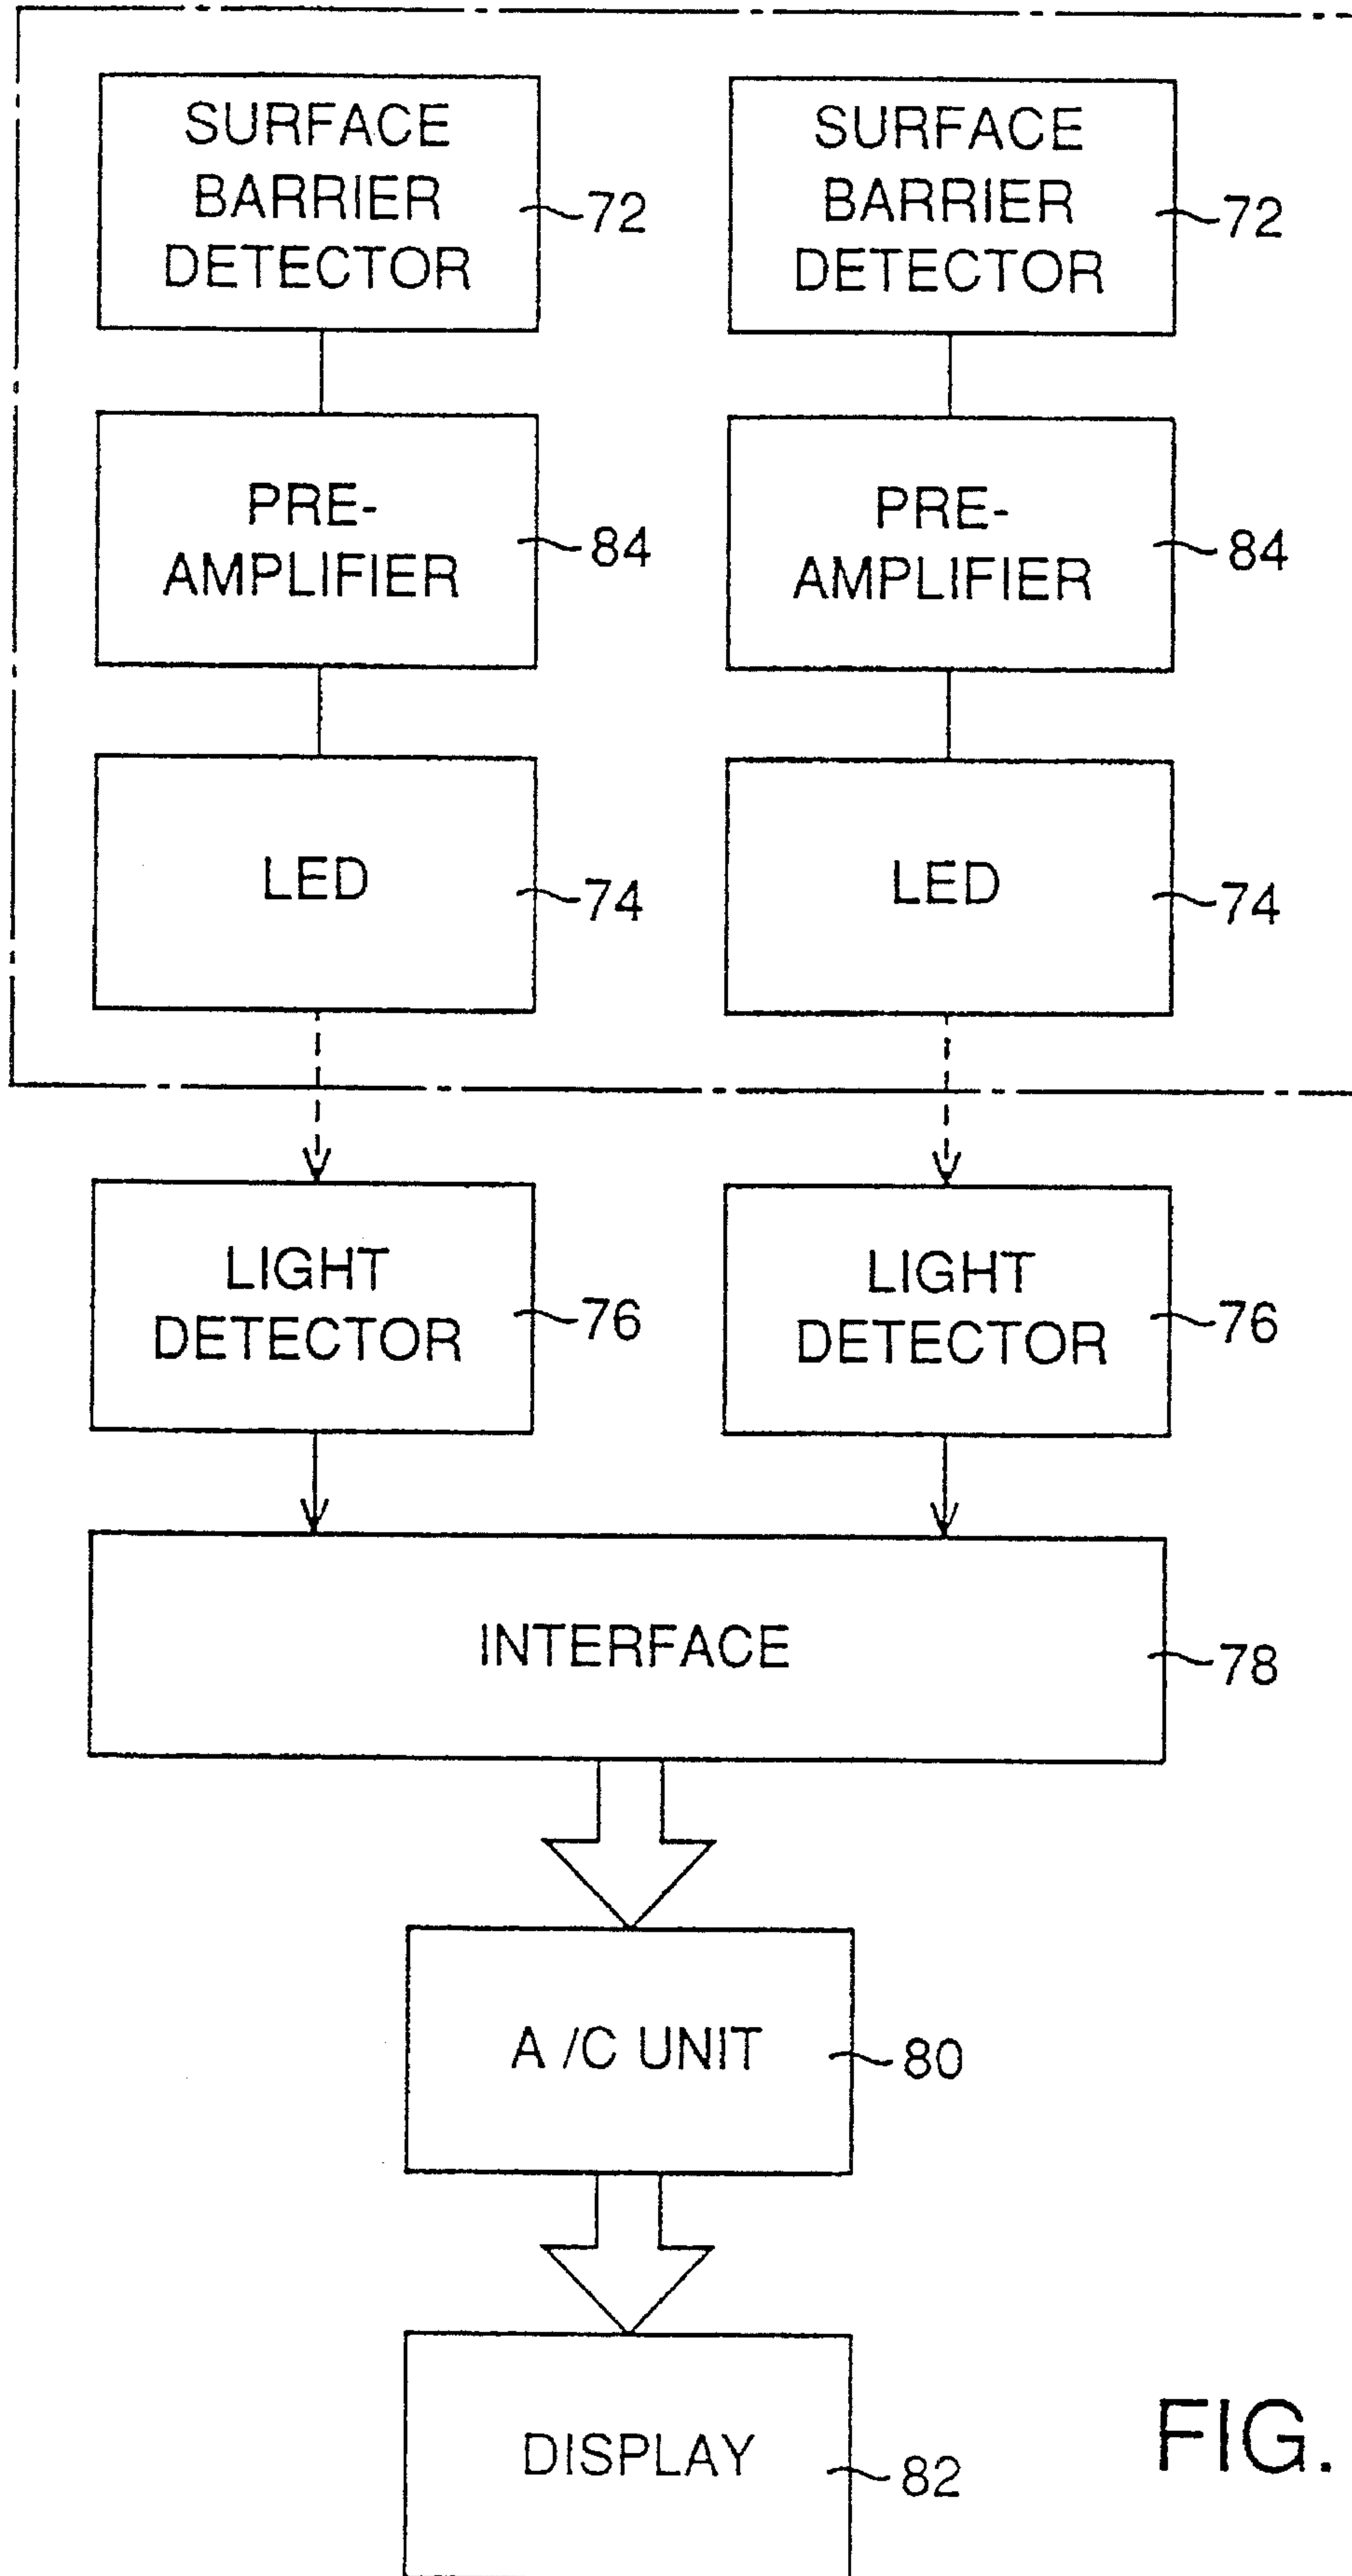 SURFACE
BARRIER
DETECTOR
72
SURFACE
BARRIER
DETECTOR
72
PRE-
AMPLIFIER
84
PRE-
AMPLIFIER
84
LED
74
LED
74
LIGHT
DETECTOR
76
LIGHT
DETECTOR
76
INTERFACE
78
A /C UNIT
80
DISPLAY
82
FIG.